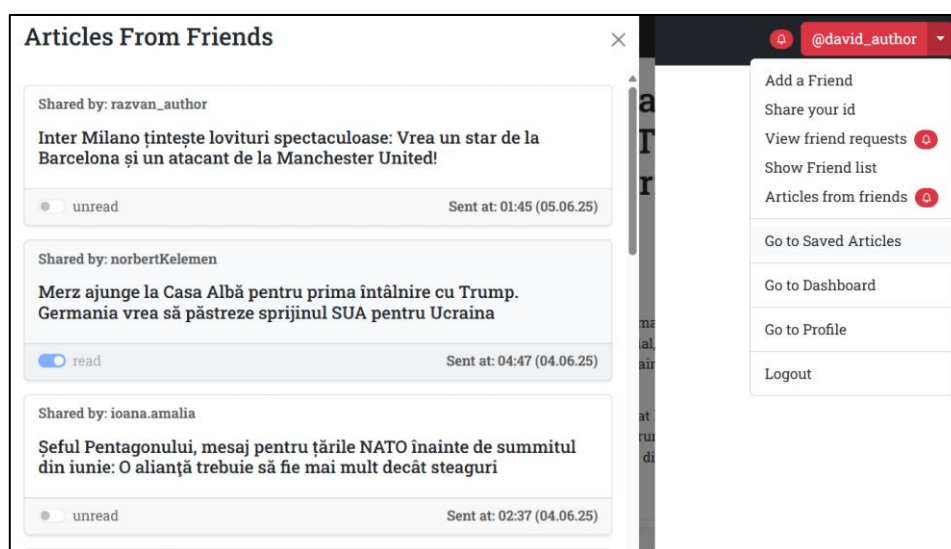 Articles From Friends
Shared by: razvan_author
Inter Milano țintește lovituri spectaculoase: Vrea un star de la
Barcelona și un atacant de la Manchester United!
unread
Sent at: 01:45 (05.06.25)
Shared by: norbertKelemen
Merz ajunge la Casa Albă pentru prima întâlnire cu Trump.
Germania vrea să păstreze sprijinul SUA pentru Ucraina
read
Sent at: 04:47 (04.06.25)
Shared by: ioana.amalia
Șeful Pentagonului, mesaj pentru țările NATO înainte de summitul
din iunie: O alianță trebuie să fie mai mult decât steaguri
unread
Sent at: 02:37 (04.06.25)
@david_author
Add a Friend
Share your id
View friend requests
Show Friend list
Articles from friends
Go to Saved Articles
Go to Dashboard
Go to Profile
Logout